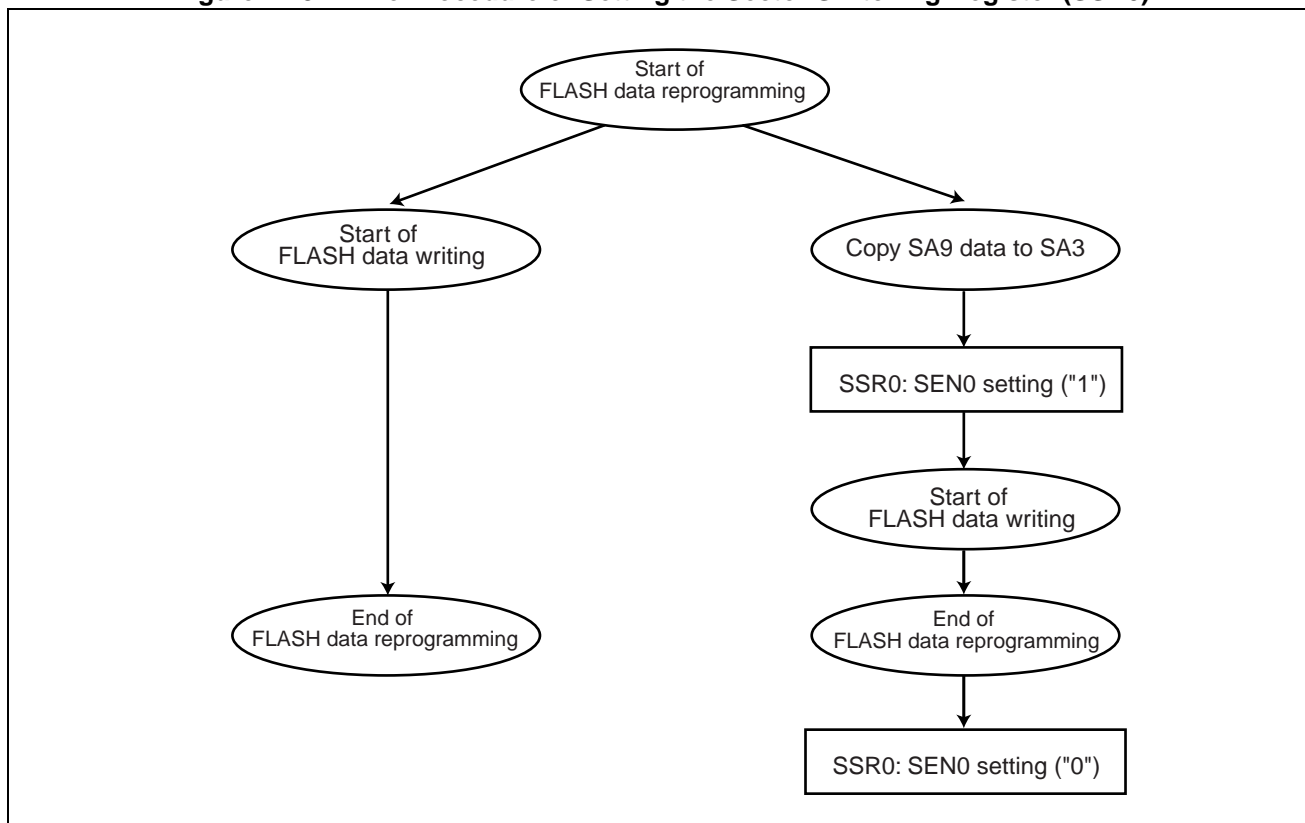 Start of
FLASH data reprogramming
Start of
FLASH data writing
Copy SA9 data to SA3
SSR0: SEN0 setting ("1")
Start of
FLASH data writing
End of
FLASH data reprogramming
End of
FLASH data reprogramming
SSR0: SEN0 setting ("0")